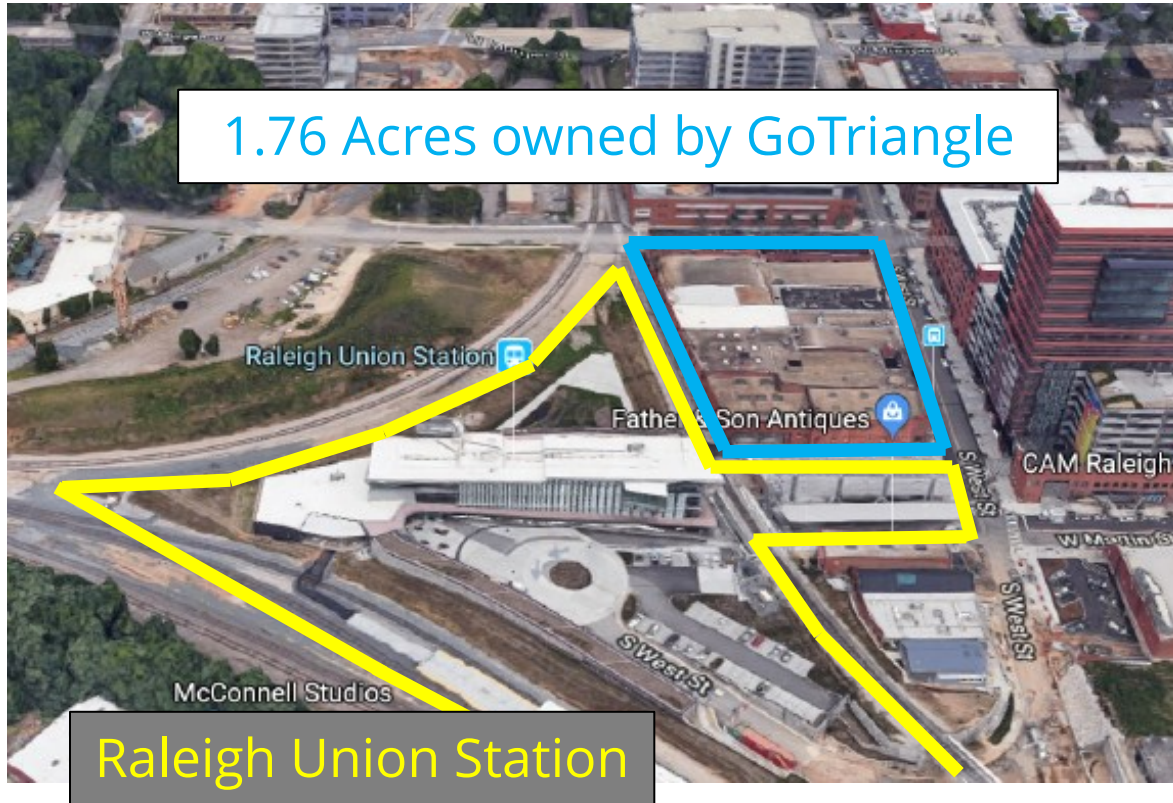 1.76 Acres owned by GoTriangle
Raleigh Union Station
Father & Son Antiques
CAM Raleigh
S West St
W Martin St
S West St
S West St
McConnell Studios
Raleigh Union Station